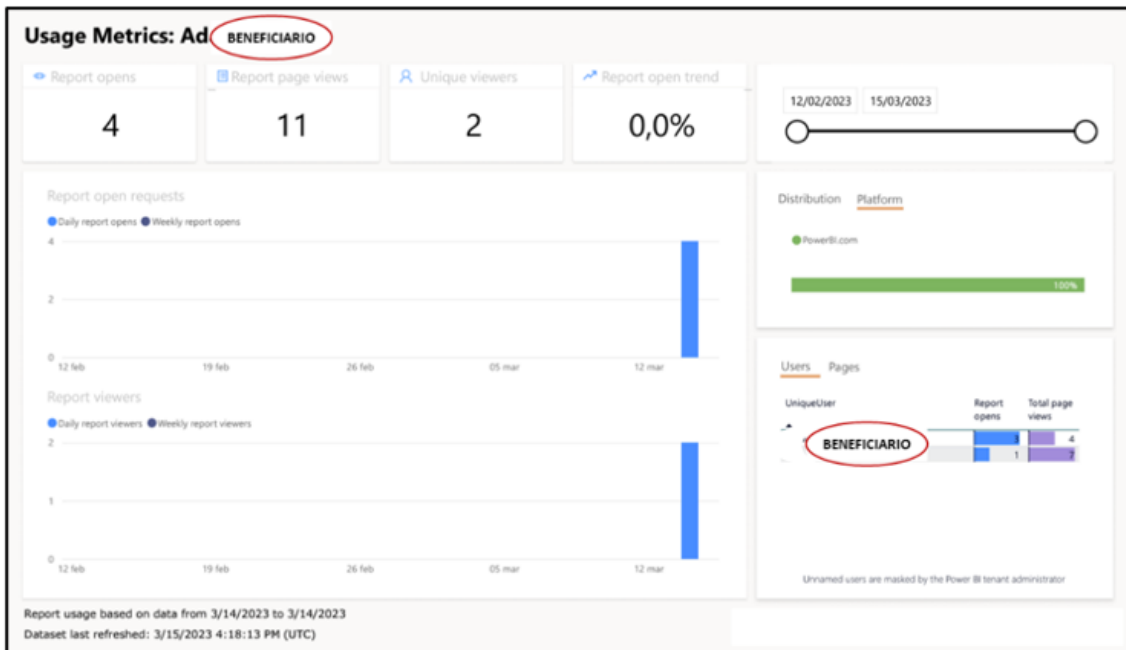 Usage Metrics: Ad BENEFICIARIO
Report opens
4
Report page views
11
Unique viewers
2
Report open trend
0,0%
12/02/2023 15/03/2023
Report open requests
Daily report opens Weekly report opens
4
2
0
12 feb 19 feb 26 feb 05 mar 12 mar
Report viewers
Daily report viewers Weekly report viewers
2
1
0
12 feb 19 feb 26 feb 05 mar 12 mar
Distribution Platform
PowerBI.com
100%
Users Pages
UniqueUser Report opens Total page views
BENEFICIARIO
3 4
1 7
Unnamed users are masked by the Power BI tenant administrator
Report usage based on data from 3/14/2023 to 3/14/2023
Dataset last refreshed: 3/15/2023 4:18:13 PM (UTC)